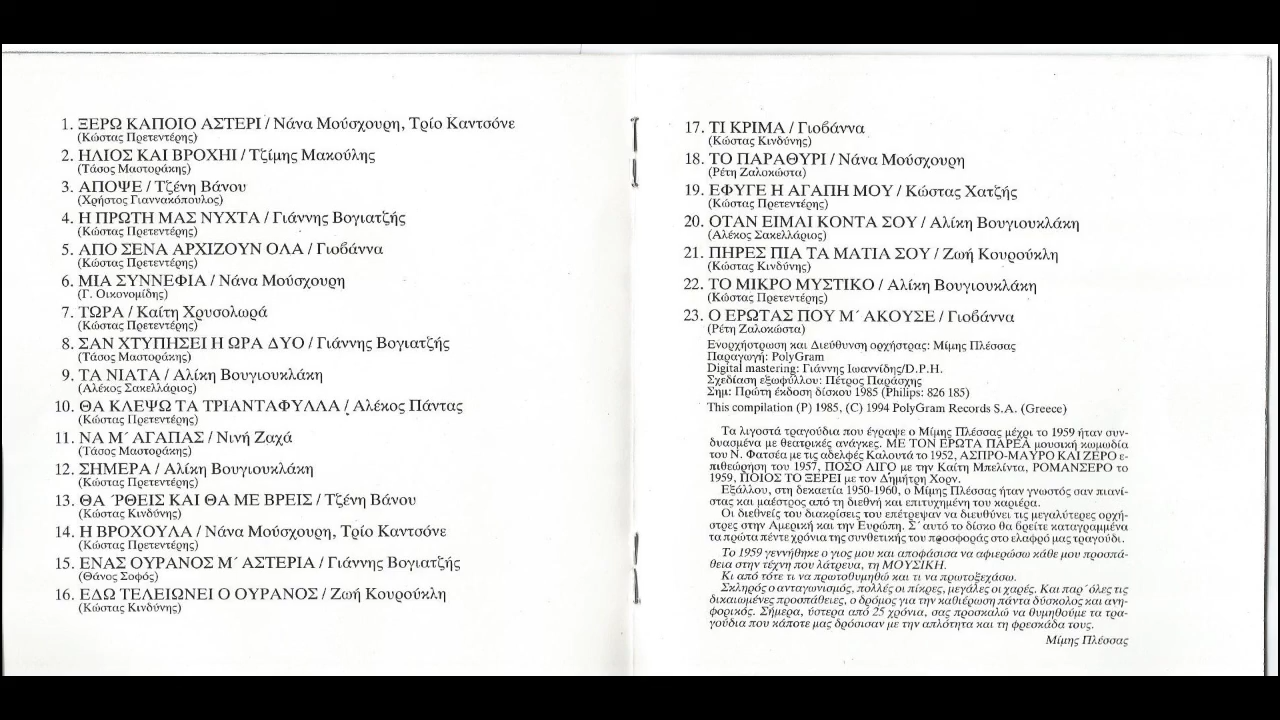 1. ΞΕΡΩ ΚΑΠΟΙΟ ΑΣΤΕΡΙ / Νάνα Μούσχουρη, Τρίο Καντσόνε
(Κώστας Πρετεντέρης)
2. ΗΛΙΟΣ ΚΑΙ ΒΡΟΧΗΙ / Τζίμης Μακούλης
(Τάσος Μαστοράκης)
3. ΑΠΟΨΕ / Τζένη Βάνου
(Χρήστος Γιαννακόπουλος)
4. Η ΠΡΩΤΗ ΜΑΣ ΝΥΧΤΑ / Γιάννης Βογιατζής
(Κώστας Πρετεντέρης)
5. ΑΠΟ ΣΕΝΑ ΑΡΧΙΖΟΥΝ ΟΛΑ / Γιοβάννα
(Κώστας Πρετεντέρης)
6. ΜΙΑ ΣΥΝΝΕΦΙΑ / Νάνα Μούσχουρη
(Γ. Οικονομίδης)
7. ΤΩΡΑ / Καίτη Χρυσολωρά
(Κώστας Πρετεντέρης)
8. ΣΑΝ ΧΤΥΠΗΣΕΙ Η ΩΡΑ ΔΥΟ / Γιάννης Βογιατζής
(Τάσος Μαστοράκης)
9. ΤΑ ΝΙΑΤΑ / Αλίκη Βουγιουκλάκη
(Αλέκος Σακελλάριος)
10. ΘΑ ΚΛΕΨΩ ΤΑ ΤΡΙΑΝΤΑΦΥΛΛΑ / Αλέκος Πάντας
(Κώστας Πρετεντέρης)
11. ΝΑ Μ΄ ΑΓΑΠΑΣ / Νινή Ζαχά
(Τάσος Μαστοράκης)
12. ΣΗΜΕΡΑ / Αλίκη Βουγιουκλάκη
(Κώστας Πρετεντέρης)
13. ΘΑ ΄ΡΘΕΙΣ ΚΑΙ ΘΑ ΜΕ ΒΡΕΙΣ / Τζένη Βάνου
(Κώστας Κινδύνης)
14. Η ΒΡΟΧΟΥΛΑ / Νάνα Μούσχουρη, Τρίο Καντσόνε
(Κώστας Πρετεντέρης)
15. ΕΝΑΣ ΟΥΡΑΝΟΣ Μ΄ ΑΣΤΕΡΙΑ / Γιάννης Βογιατζής
(Θάνος Σοφός)
16. ΕΔΩ ΤΕΛΕΙΩΝΕΙ Ο ΟΥΡΑΝΟΣ / Ζωή Κουρούκλη
(Κώστας Κινδύνης)
17. ΤΙ ΚΡΙΜΑ / Γιοβάννα
(Κώστας Κινδύνης)
18. ΤΟ ΠΑΡΑΘΥΡΙ / Νάνα Μούσχουρη
(Ρέτη Ζαλοκώστα)
19. ΕΦΥΓΕ Η ΑΓΑΠΗ ΜΟΥ / Κώστας Χατζής
(Κώστας Πρετεντέρης)
20. ΟΤΑΝ ΕΙΜΑΙ ΚΟΝΤΑ ΣΟΥ / Αλίκη Βουγιουκλάκη
(Αλέκος Σακελλάριος)
21. ΠΗΡΕΣ ΠΙΑ ΤΑ ΜΑΤΙΑ ΣΟΥ / Ζωή Κουρούκλη
(Κώστας Κινδύνης)
22. ΤΟ ΜΙΚΡΟ ΜΥΣΤΙΚΟ / Αλίκη Βουγιουκλάκη
(Κώστας Πρετεντέρης)
23. Ο ΕΡΩΤΑΣ ΠΟΥ Μ΄ ΑΚΟΥΣΕ / Γιοβάννα
(Ρέτη Ζαλοκώστα)
Ενορχήστρωση και Διεύθυνση ορχήστρας: Μίμης Πλέσσας
Παραγωγή: PolyGram
Digital mastering: Γιάννης Ιωαννίδης/D.P.H.
Σχεδίαση εξωφύλλου: Πέτρος Παράσχης
Σημ: Πρώτη έκδοση δίσκου 1985 (Philips: 826 185)
This compilation (P) 1985, (C) 1994 PolyGram Records S.A. (Greece)
Τα λιγοστά τραγούδια που έγραψε ο Μίμης Πλέσσας μέχρι το 1959 ήταν συν-
δυασμένα με θεατρικές ανάγκες. ΜΕ ΤΟΝ ΕΡΩΤΑ ΠΑΡΕΑ μουσική κωμωδία
του Ν. Φατσέα με τις αδελφές Καλουτά το 1952, ΑΣΠΡΟ-ΜΑΥΡΟ ΚΑΙ ΖΕΡΟ ε-
πιθεώρηση του 1957, ΠΟΣΟ ΛΙΓΟ με την Καίτη Μπελίντα, ΡΟΜΑΝΣΕΡΟ το
1959, ΠΟΙΟΣ ΤΟ ΞΕΡΕΙ με τον Δημήτρη Χορν.
Εξάλλου, στη δεκαετία 1950-1960, ο Μίμης Πλέσσας ήταν γνωστός σαν πιανί-
στας και μαέστρος από τη διεθνή και επιτυχημένη του καριέρα.
Οι διεθνείς του διακρίσεις του επέτρεψαν να διευθύνει τις μεγαλύτερες ορχή-
στρες στην Αμερική και την Ευρώπη. Σ΄ αυτό το δίσκο θα βρείτε καταγραμμένα
τα πρώτα πέντε χρόνια της συνθετικής του προσφοράς στο ελαφρό μας τραγούδι.
Το 1959 γεννήθηκε ο γιος μου και αποφάσισα να αφιερώσω κάθε μου προσπά-
θεια στην τέχνη που λάτρευα, τη ΜΟΥΣΙΚΗ.
Κι από τότε τι να πρωτοθυμηθώ και τι να πρωτοξεχάσω.
Σκληρός ο ανταγωνισμός, πολλές οι πίκρες, μεγάλες οι χαρές. Και παρ΄ όλες τις
δικαιωμένες προσπάθειες, ο δρόμος για την καθιέρωση πάντα δύσκολος και ανη-
φορικός. Σήμερα, ύστερα από 25 χρόνια, σας προσκαλώ να θυμηθούμε τα τρα-
γούδια που κάποτε μας δρόσισαν με την απλότητα και τη φρεσκάδα τους.
Μίμης Πλέσσας